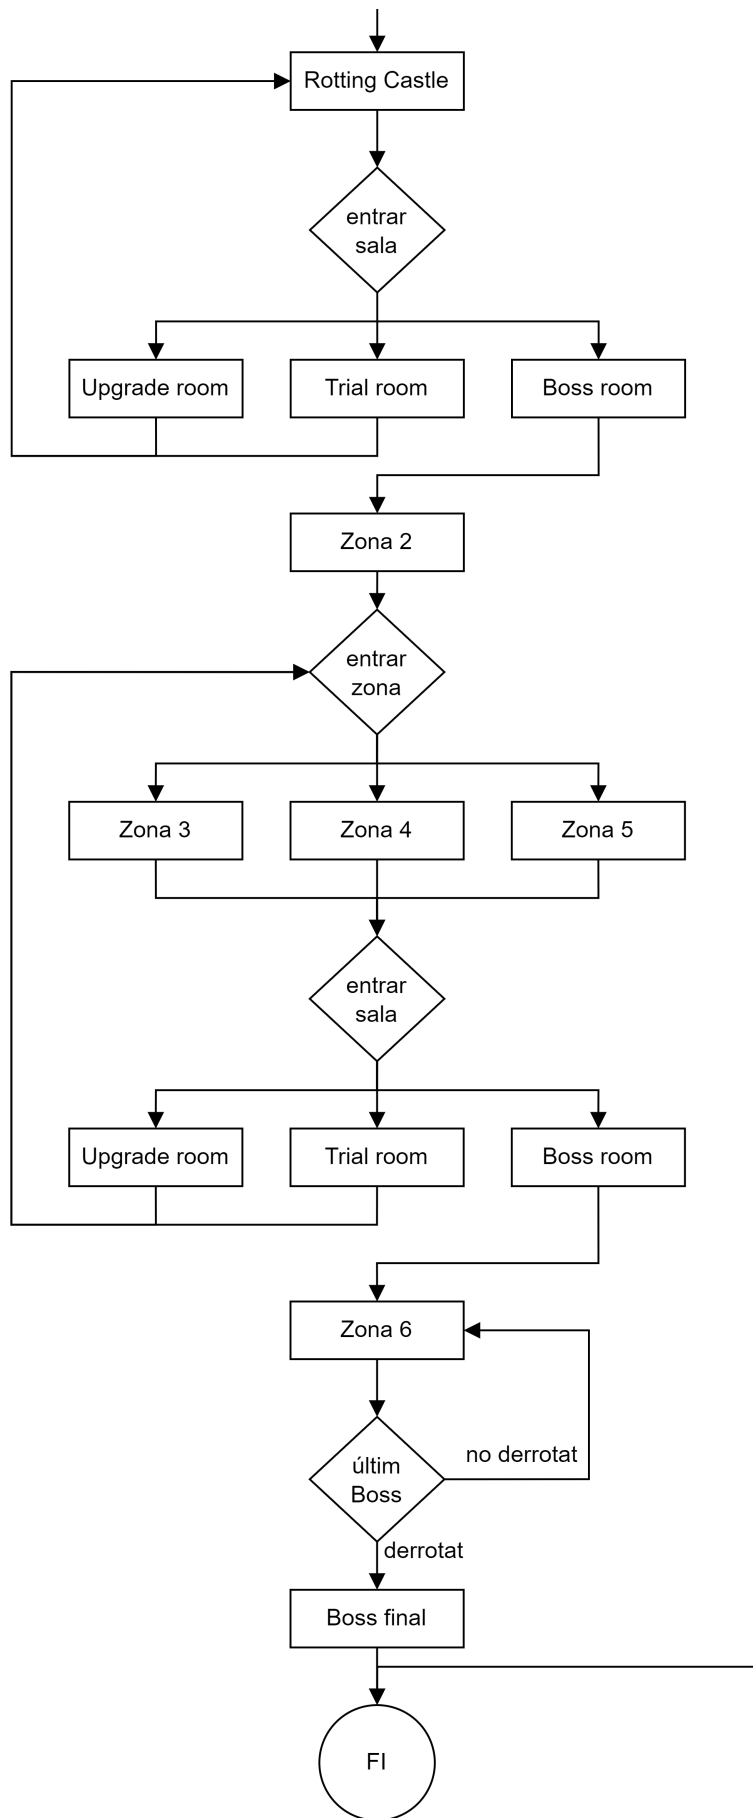 Rotting Castle
entrar
sala
Upgrade room
Trial room
Boss room
Zona 2
entrar
zona
Zona 3
Zona 4
Zona 5
entrar
sala
Upgrade room
Trial room
Boss room
Zona 6
últim
Boss
no derrotat
derrotat
Boss final
FI